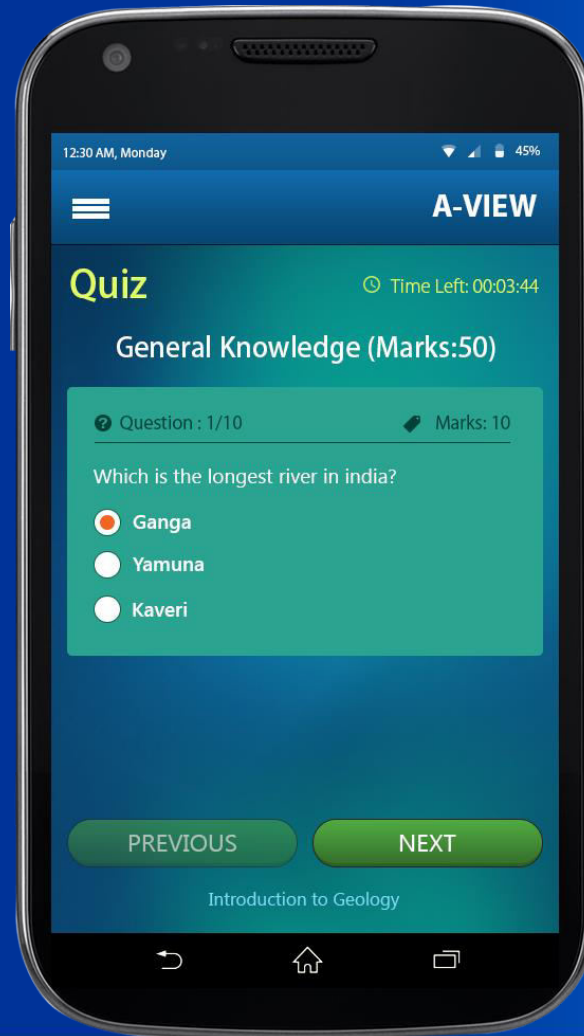 12:30 AM, Monday 45%
A-VIEW
Quiz Time Left: 00:03:44
General Knowledge (Marks:50)
Question : 1/10 Marks: 10
Which is the longest river in india?
Ganga
Yamuna
Kaveri
PREVIOUS NEXT
Introduction to Geology